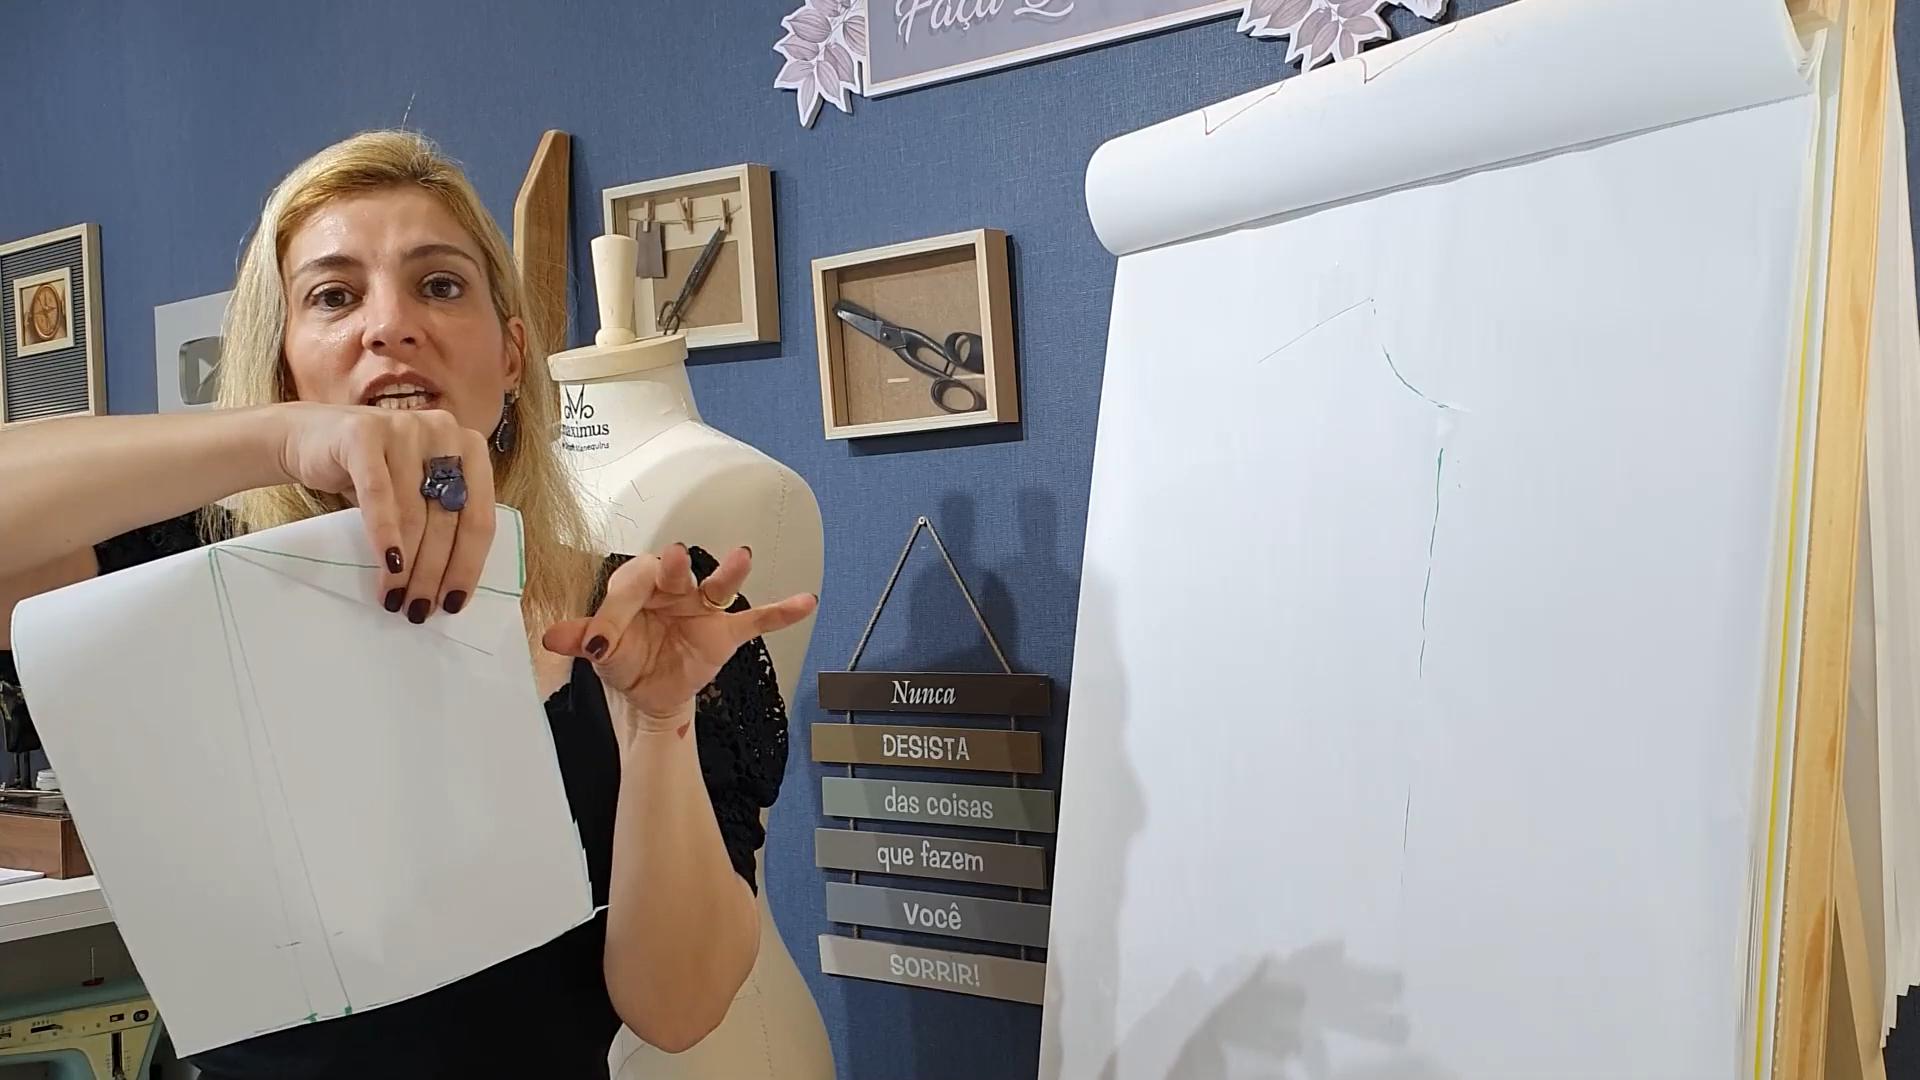 Faça
maximus
Nunca
DESISTA
das coisas
que fazem
Você
SORRIR!